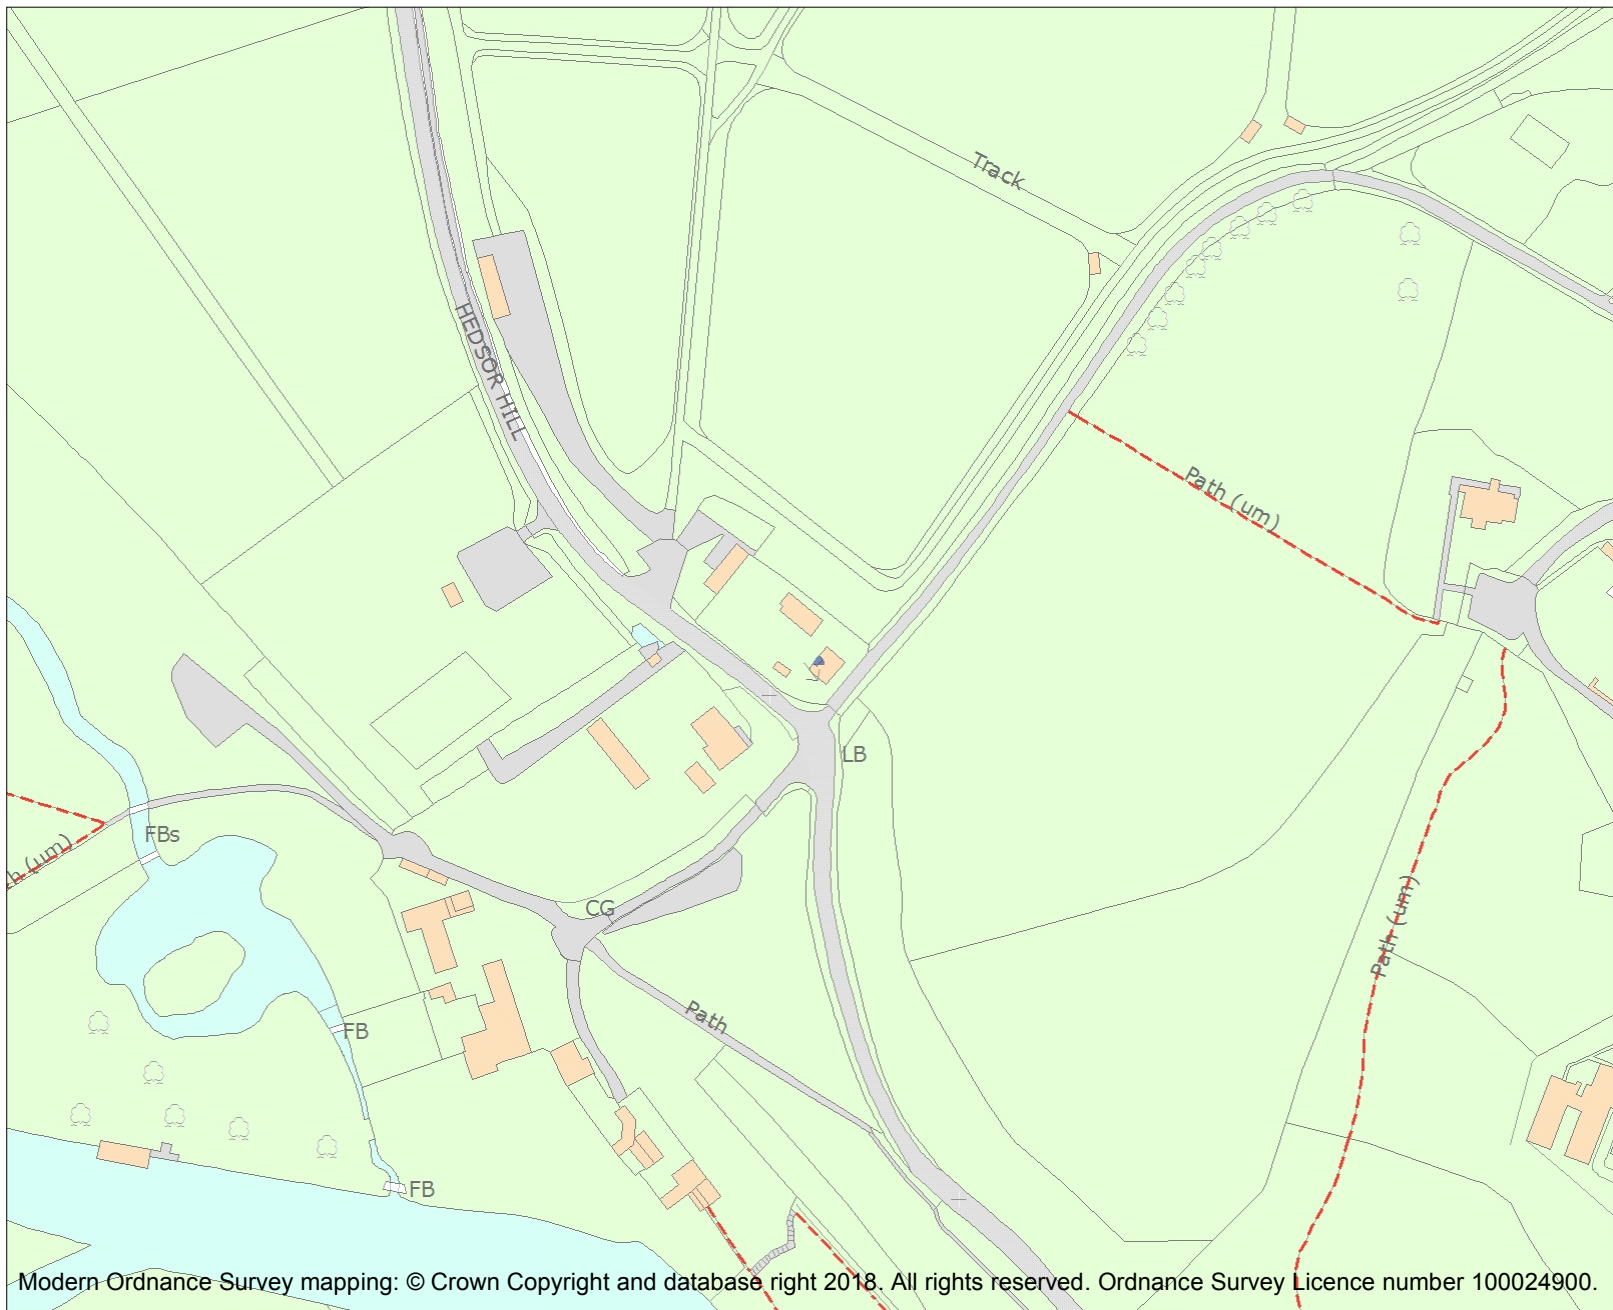 Track
HEDSOR HILL
Path (um)
LB
FBs
h (um)
CG
Path (um)
Path
FB
FB
Modern Ordnance Survey mapping: © Crown Copyright and database right 2018. All rights reserved. Ordnance Survey Licence number 100024900.